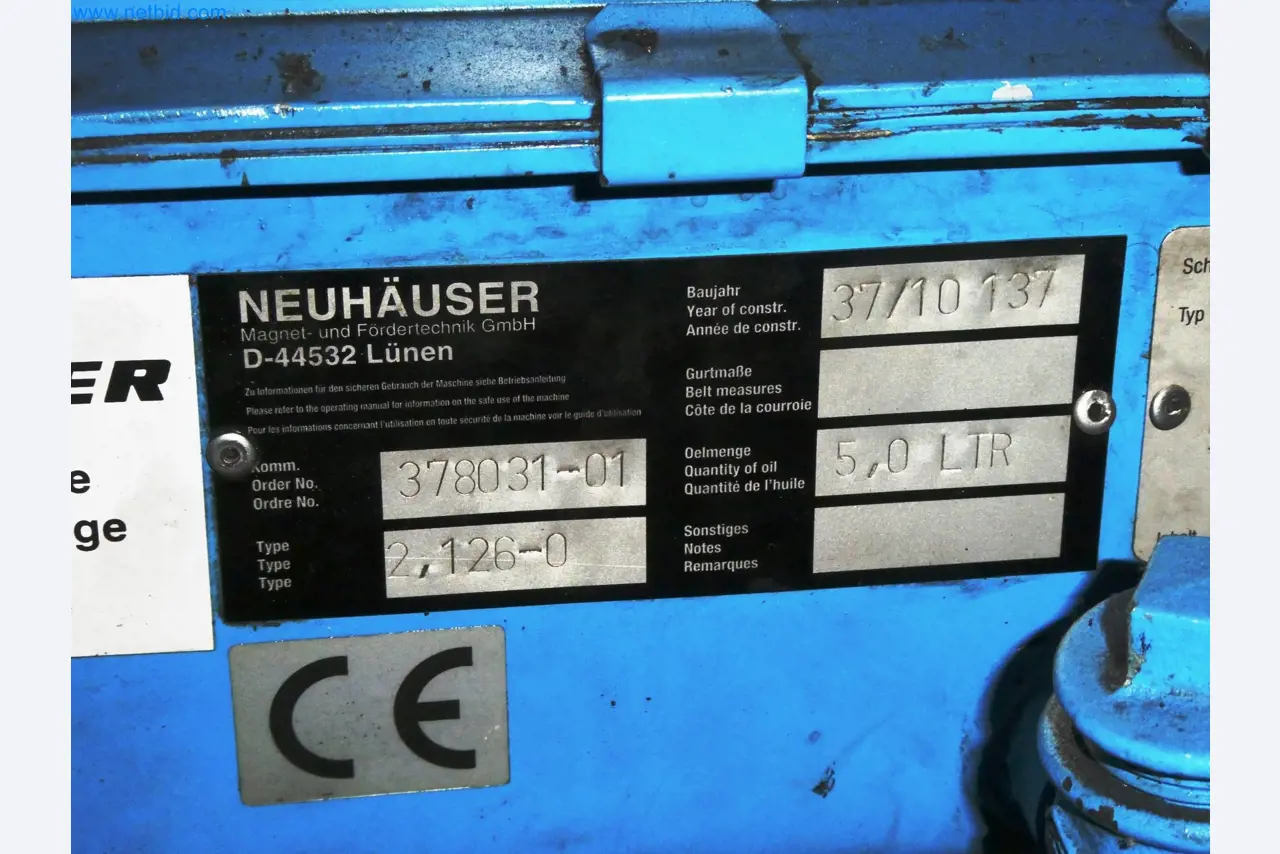 www.netbid.com
ER
e
ge
NEUHÄUSER
Magnet- und Fördertechnik GmbH
D-44532 Lünen
Zu Informationen für den sicheren Gebrauch der Maschine siehe Betriebsanleitung
Please refer to the operating manual for information on the safe use of the machine
Pour les informations concernant l'utilisation en toute sécurité de la machine voir le guide d'utilisation
Komm.
Order No.
Ordre No.
378031-01
Type
Type
Type
2,126-0
Baujahr
Year of constr.
Année de constr.
37/10 137
Gurtmaße
Belt measures
Côte de la courroie
Oelmenge
Quantity of oil
Quantité de l'huile
5,0 LTR
Sonstiges
Notes
Remarques
CE
Sch
Typ